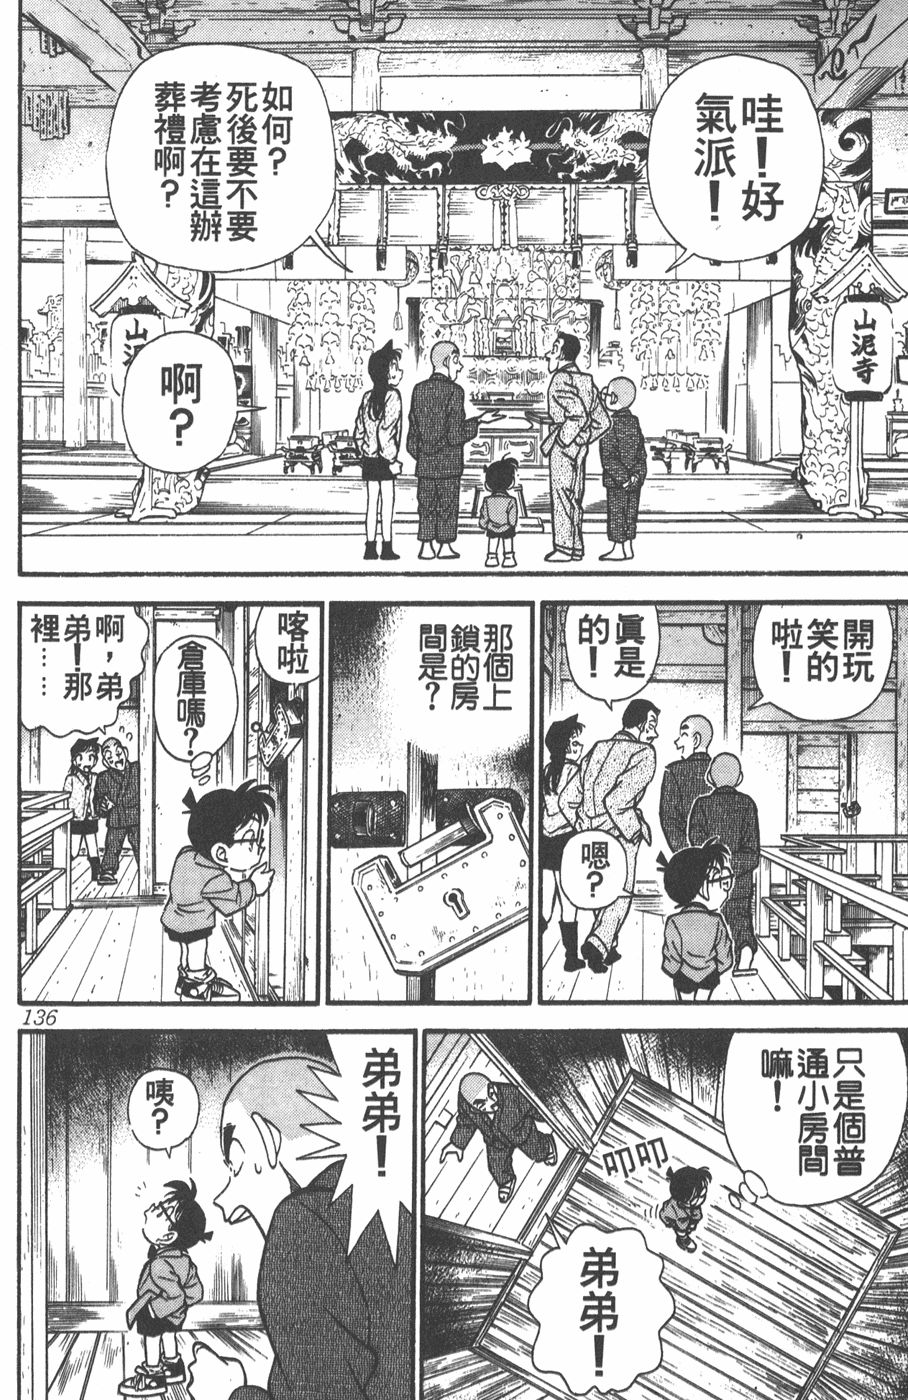 哇！好
氣派！
如何？
死後要不要
考慮在這辦
葬禮啊？
啊？
山泥寺
山泥寺
開玩
笑的
啦！
真是
的！
嗯？
那個上
鎖的房
間是？
喀啦
倉庫嗎？
啊，弟
弟！那
裡……
136
只是個普
通小房間
嘛！
叩叩
弟弟！
弟弟！
咦？